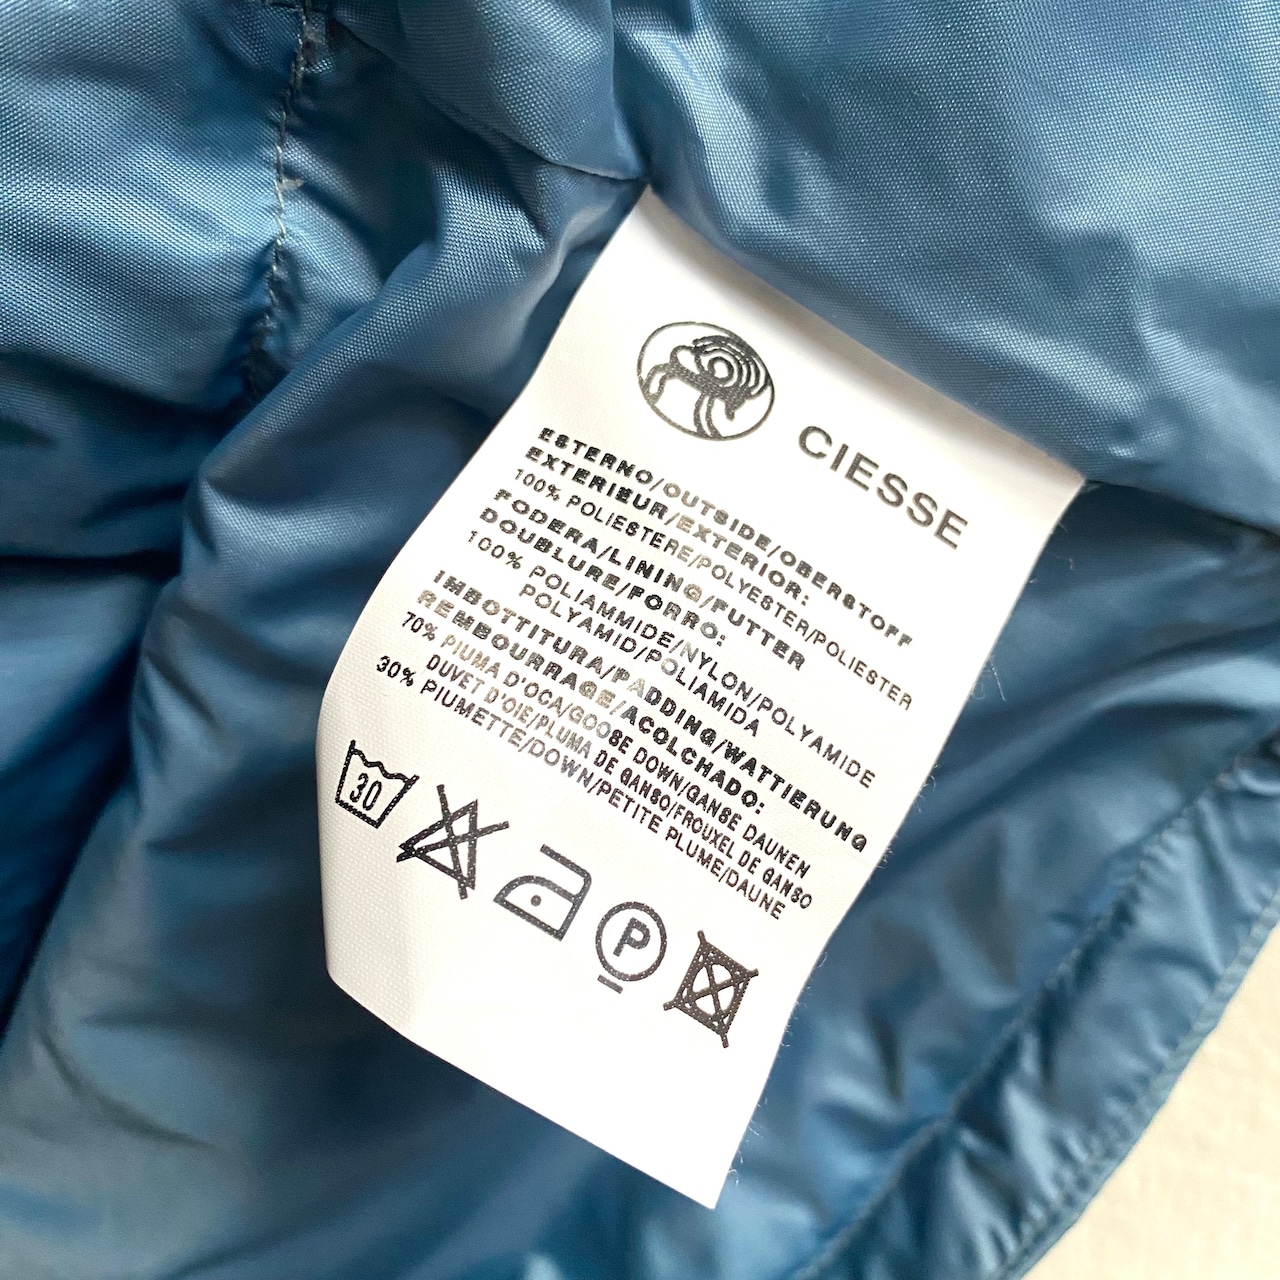 CIESSE
ESTERNO/OUTSIDE/OBERSTOFF
EXTERIEUR/EXTERIOR:
100% POLIESTERE/POLYESTER/POLIESTER
FODERA/LINING/FUTTER
DOUBLURE/FORRO:
100% POLIAMMIDE/NYLON/POLYAMIDE
POLYAMID/POLIAMIDA
IMBOTTITURA/PADDING/WATTIERUNG
REMBOURRAGE/ACOLCHADO:
70% PIUMA D'OCA/GOOSE DOWN/GANSE DAUNEN
DUVET D'OIE/PLUMA DE GANSO/FROUXEL DE GANSO
30% PIUMETTE/DOWN/PETITE PLUME/DAUNE
30
P